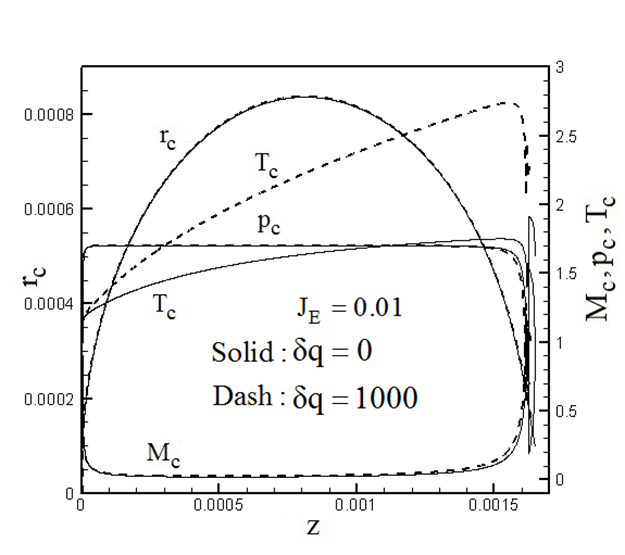 3
0.0008
2.5
r_c
T_c
0.0006
2
p_c
r_c
M_c, p_c, T_c
1.5
0.0004
T_c
J_E = 0.01
1
Solid : δq = 0
0.0002
Dash : δq = 1000
0.5
M_c
0
0
0
0.0005
0.001
0.0015
z